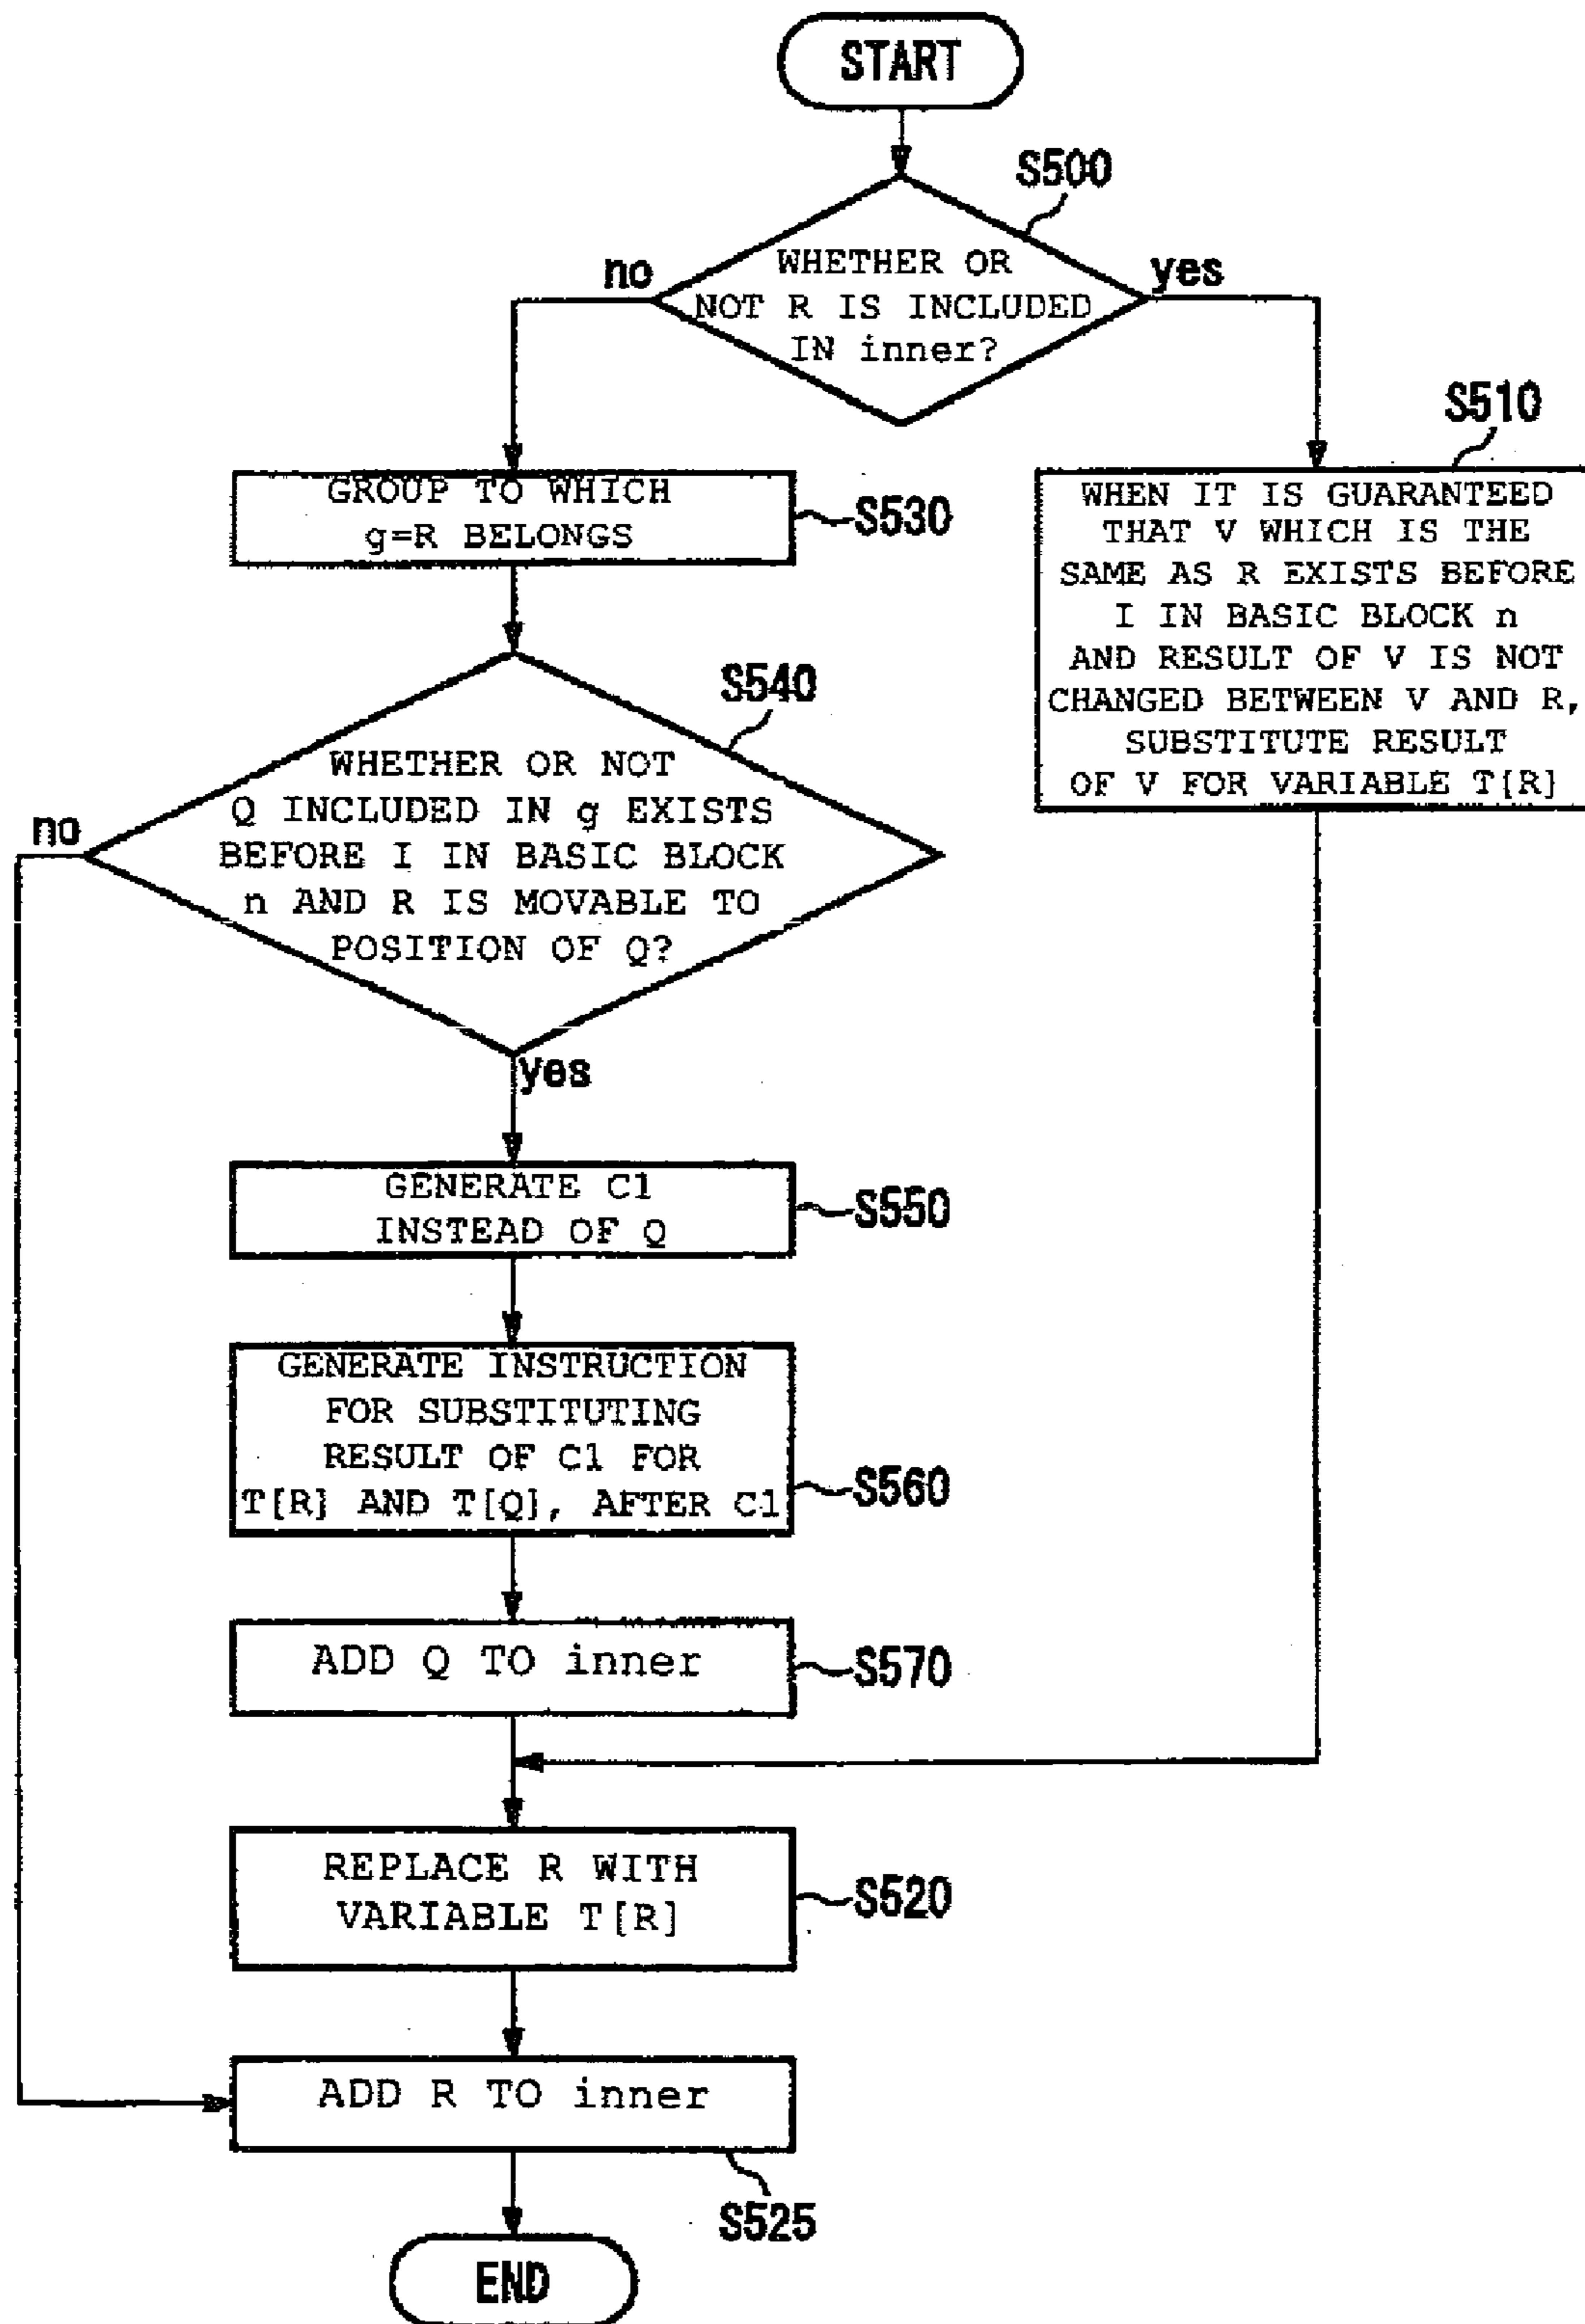 START
S500
WHETHER OR
NOT R IS INCLUDED
IN inner?
no
yes
S510
WHEN IT IS GUARANTEED
THAT V WHICH IS THE
SAME AS R EXISTS BEFORE
I IN BASIC BLOCK n
AND RESULT OF V IS NOT
CHANGED BETWEEN V AND R,
SUBSTITUTE RESULT
OF V FOR VARIABLE T[R]
GROUP TO WHICH
g=R BELONGS
S530
S540
WHETHER OR NOT
Q INCLUDED IN g EXISTS
BEFORE I IN BASIC BLOCK
n AND R IS MOVABLE TO
POSITION OF Q?
no
yes
GENERATE C1
INSTEAD OF Q
S550
GENERATE INSTRUCTION
FOR SUBSTITUTING
RESULT OF C1 FOR
T[R] AND T[Q], AFTER C1
S560
ADD Q TO inner
S570
REPLACE R WITH
VARIABLE T[R]
S520
ADD R TO inner
S525
END